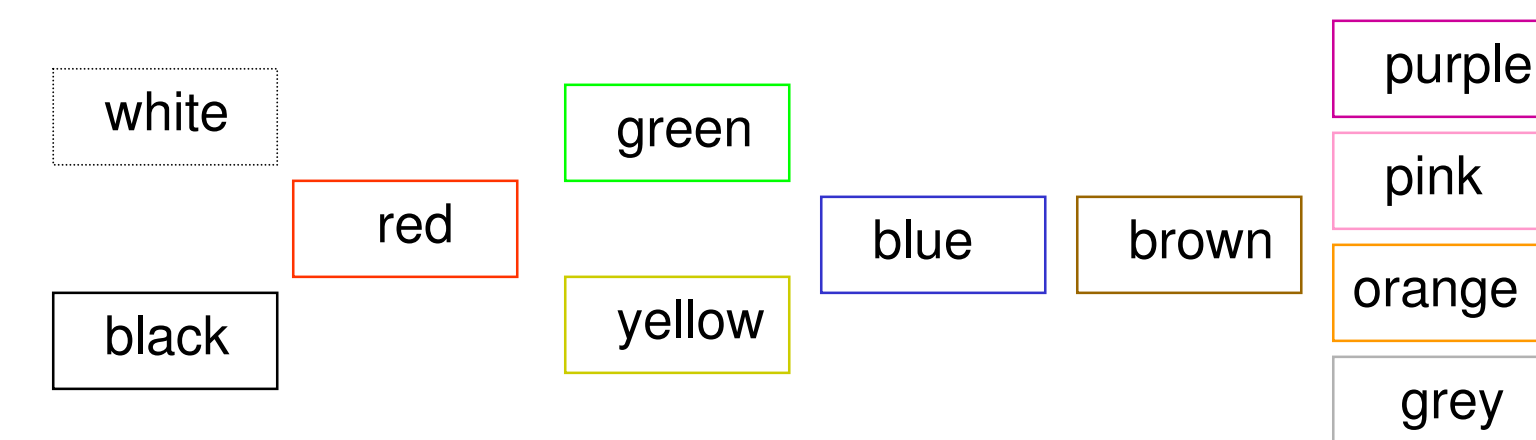 white
black
red
green
yellow
blue
brown
purple
pink
orange
grey